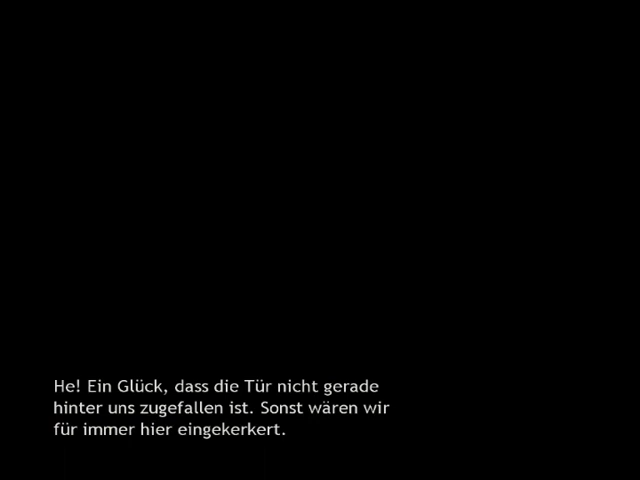 He! Ein Glück, dass die Tür nicht gerade
hinter uns zugefallen ist. Sonst wären wir
für immer hier eingekerkert.